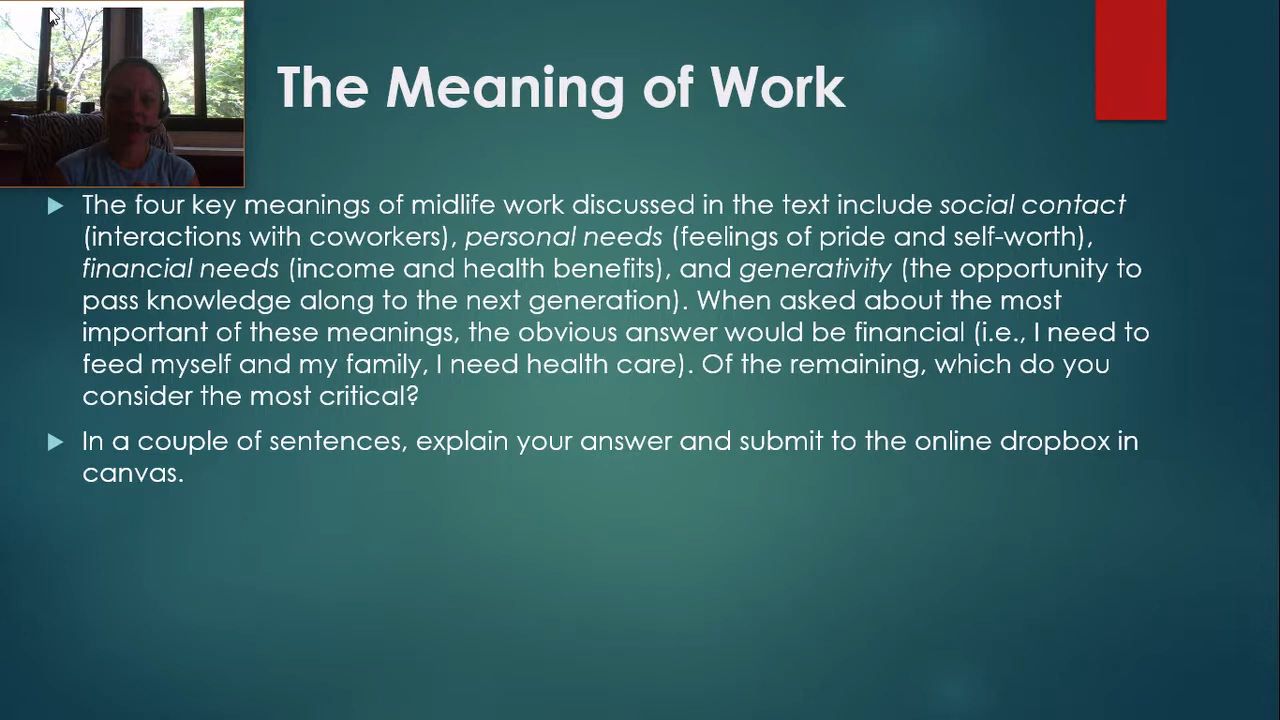 The Meaning of Work
The four key meanings of midlife work discussed in the text include social contact
(interactions with coworkers), personal needs (feelings of pride and self-worth),
financial needs (income and health benefits), and generativity (the opportunity to
pass knowledge along to the next generation). When asked about the most
important of these meanings, the obvious answer would be financial (i.e., I need to
feed myself and my family, I need health care). Of the remaining, which do you
consider the most critical?
In a couple of sentences, explain your answer and submit to the online dropbox in
canvas.